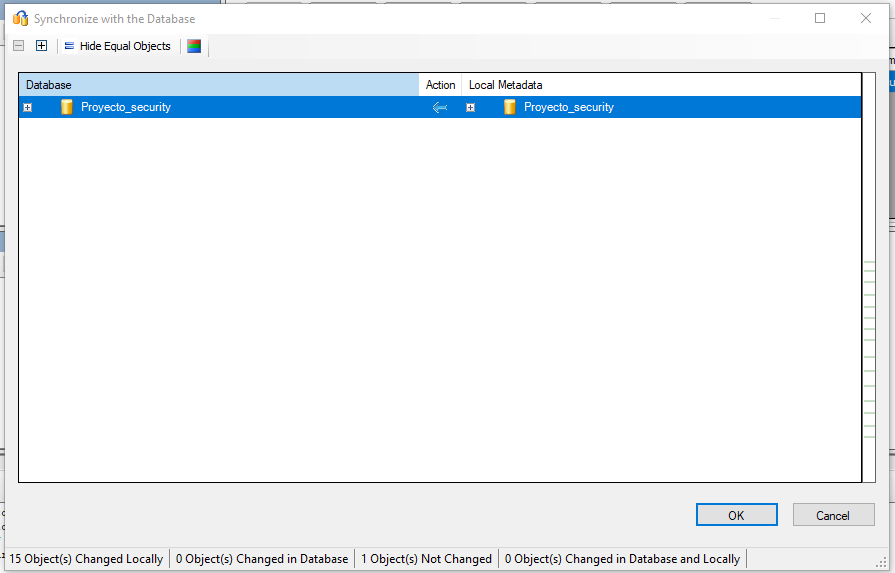 Synchronize with the Database
Hide Equal Objects
Database Action Local Metadata
Proyecto_security Proyecto_security
OK Cancel
15 Object(s) Changed Locally 0 Object(s) Changed in Database 1 Object(s) Not Changed 0 Object(s) Changed in Database and Locally